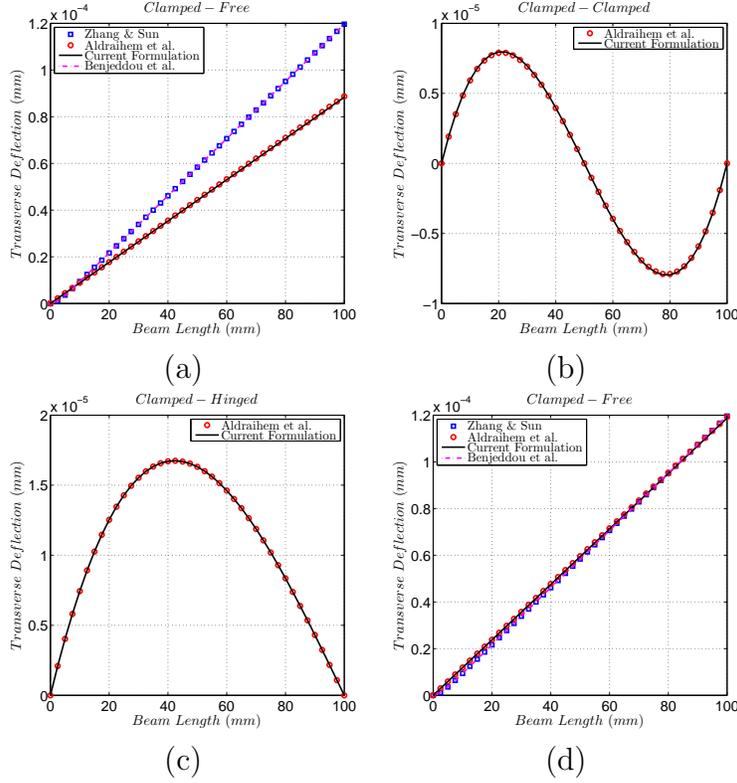 Clamped – Free
x 10⁻⁴
Zhang & Sun
Aldraihem et al.
Current Formulation
Benjeddou et al.
1.2
1
0.8
0.6
0.4
0.2
0
0 20 40 60 80 100
Transverse Deflection (mm)
Beam Length (mm)
(a)
Clamped – Clamped
x 10⁻⁵
Aldraihem et al.
Current Formulation
1
0.5
0
−0.5
−1
0 20 40 60 80 100
Transverse Deflection (mm)
Beam Length (mm)
(b)
Clamped – Hinged
x 10⁻⁵
Aldraihem et al.
Current Formulation
2
1.5
1
0.5
0
0 20 40 60 80 100
Transverse Deflection (mm)
Beam Length (mm)
(c)
Clamped – Free
x 10⁻⁴
Zhang & Sun
Aldraihem et al.
Current Formulation
Benjeddou et al.
1.2
1
0.8
0.6
0.4
0.2
0
0 20 40 60 80 100
Transverse Deflection (mm)
Beam Length (mm)
(d)